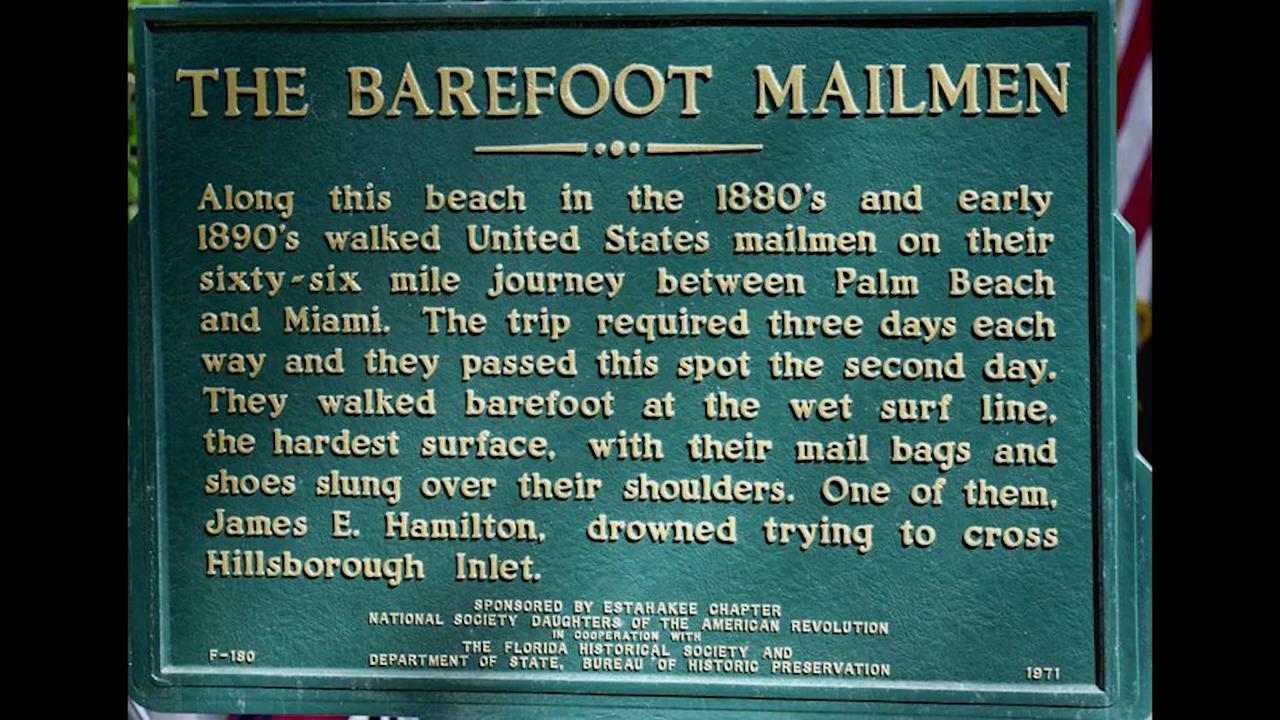 THE BAREFOOT MAILMEN
Along this beach in the 1880's and early
1890's walked United States mailmen on their
sixty-six mile journey between Palm Beach
and Miami. The trip required three days each
way and they passed this spot the second day.
They walked barefoot at the wet surf line,
the hardest surface, with their mail bags and
shoes slung over their shoulders. One of them,
James E. Hamilton, drowned trying to cross
Hillsborough Inlet.
SPONSORED BY ESTAHAKEE CHAPTER
NATIONAL SOCIETY DAUGHTERS OF THE AMERICAN REVOLUTION
IN COOPERATION WITH
THE FLORIDA HISTORICAL SOCIETY AND
DEPARTMENT OF STATE, BUREAU OF HISTORIC PRESERVATION
F-180
1971